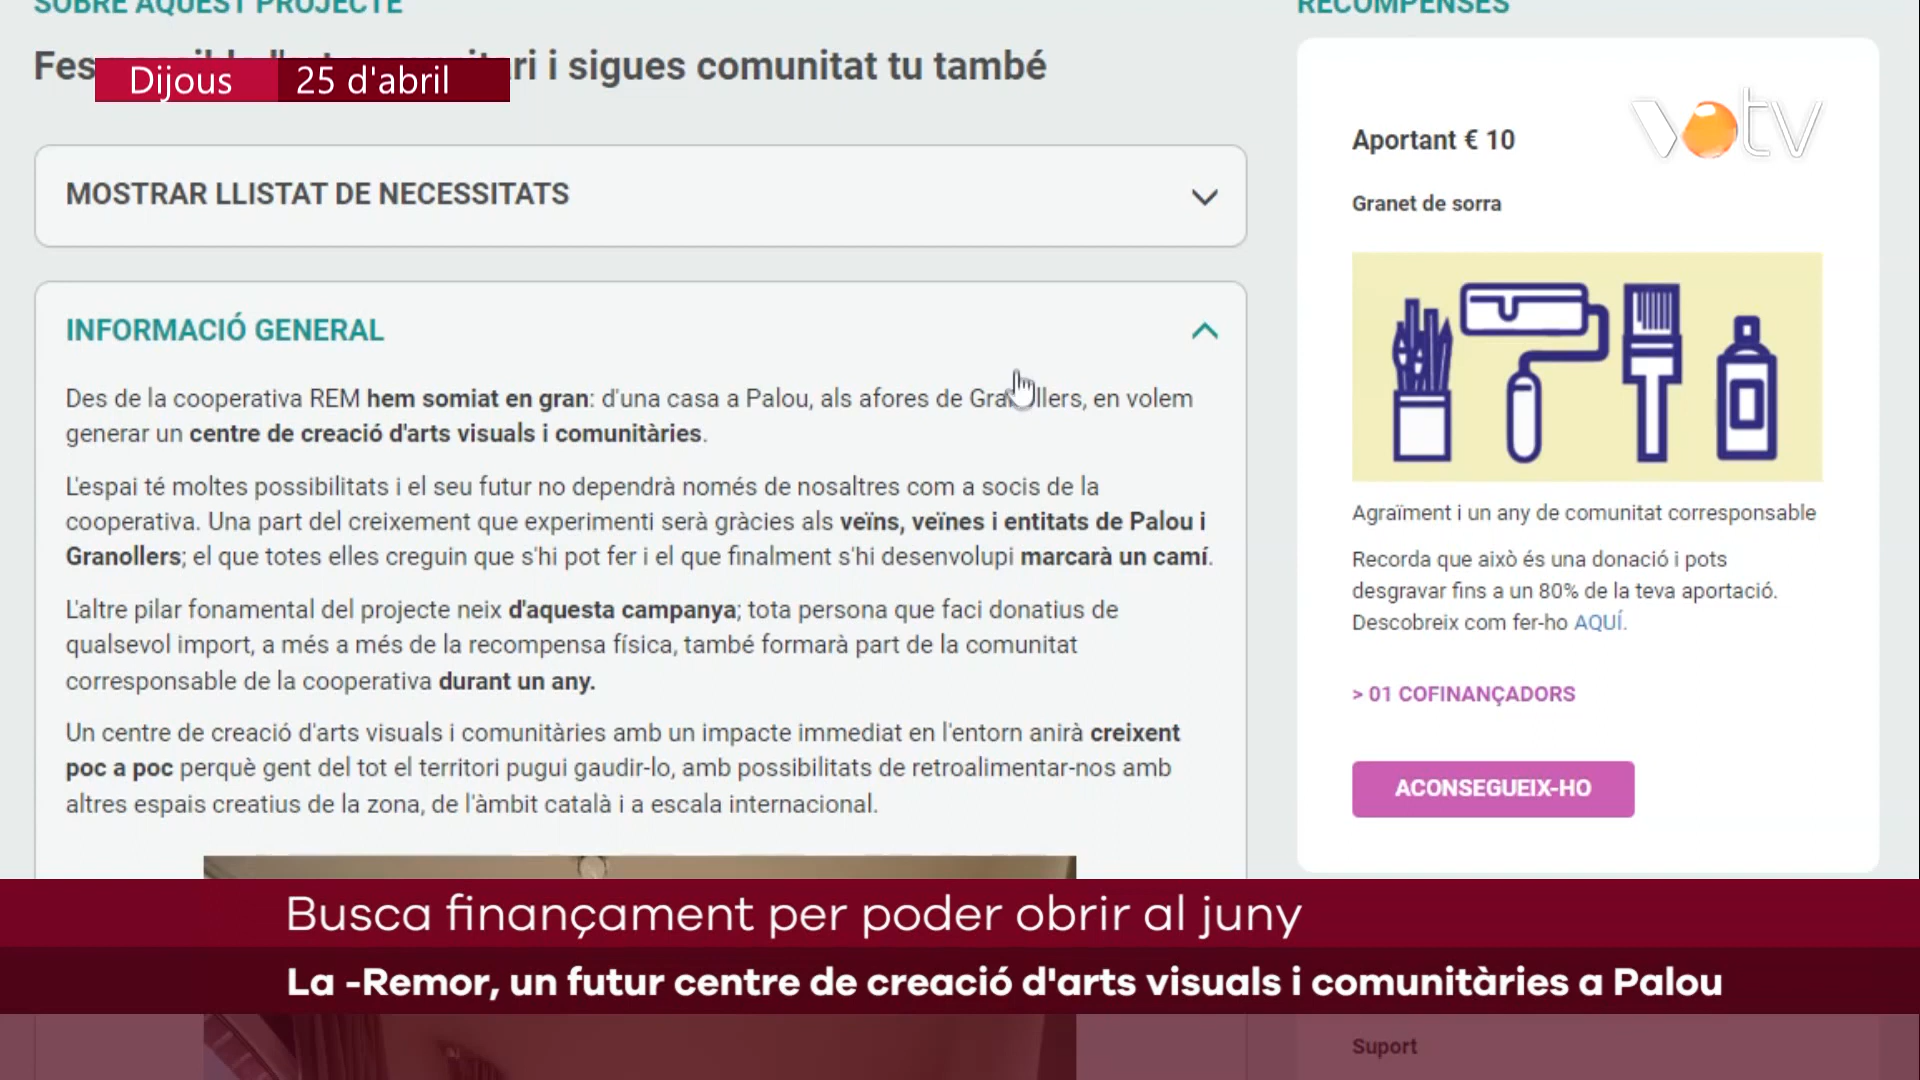 SOBRE AQUEST PROJECTE
Fes
ri i sigues comunitat tu també
Dijous 25 d'abril
MOSTRAR LLISTAT DE NECESSITATS
INFORMACIÓ GENERAL
Des de la cooperativa REM hem somiat en gran: d'una casa a Palou, als afores de Granollers, en volem
generar un centre de creació d'arts visuals i comunitàries.
L'espai té moltes possibilitats i el seu futur no dependrà només de nosaltres com a socis de la
cooperativa. Una part del creixement que experimenti serà gràcies als veïns, veïnes i entitats de Palou i
Granollers; el que totes elles creguin que s'hi pot fer i el que finalment s'hi desenvolupi marcarà un camí.
L'altre pilar fonamental del projecte neix d'aquesta campanya; tota persona que faci donatius de
qualsevol import, a més a més de la recompensa física, també formarà part de la comunitat
corresponsable de la cooperativa durant un any.
Un centre de creació d'arts visuals i comunitàries amb un impacte immediat en l'entorn anirà creixent
poc a poc perquè gent del tot el territori pugui gaudir-lo, amb possibilitats de retroalimentar-nos amb
altres espais creatius de la zona, de l'àmbit català i a escala internacional.
RECOMPENSES
votv
Aportant € 10
Granet de sorra
Agraïment i un any de comunitat corresponsable
Recorda que això és una donació i pots
desgravar fins a un 80% de la teva aportació.
Descobreix com fer-ho AQUÍ.
> 01 COFINANÇADORS
ACONSEGUEIX-HO
Busca finançament per poder obrir al juny
La -Remor, un futur centre de creació d'arts visuals i comunitàries a Palou
Suport